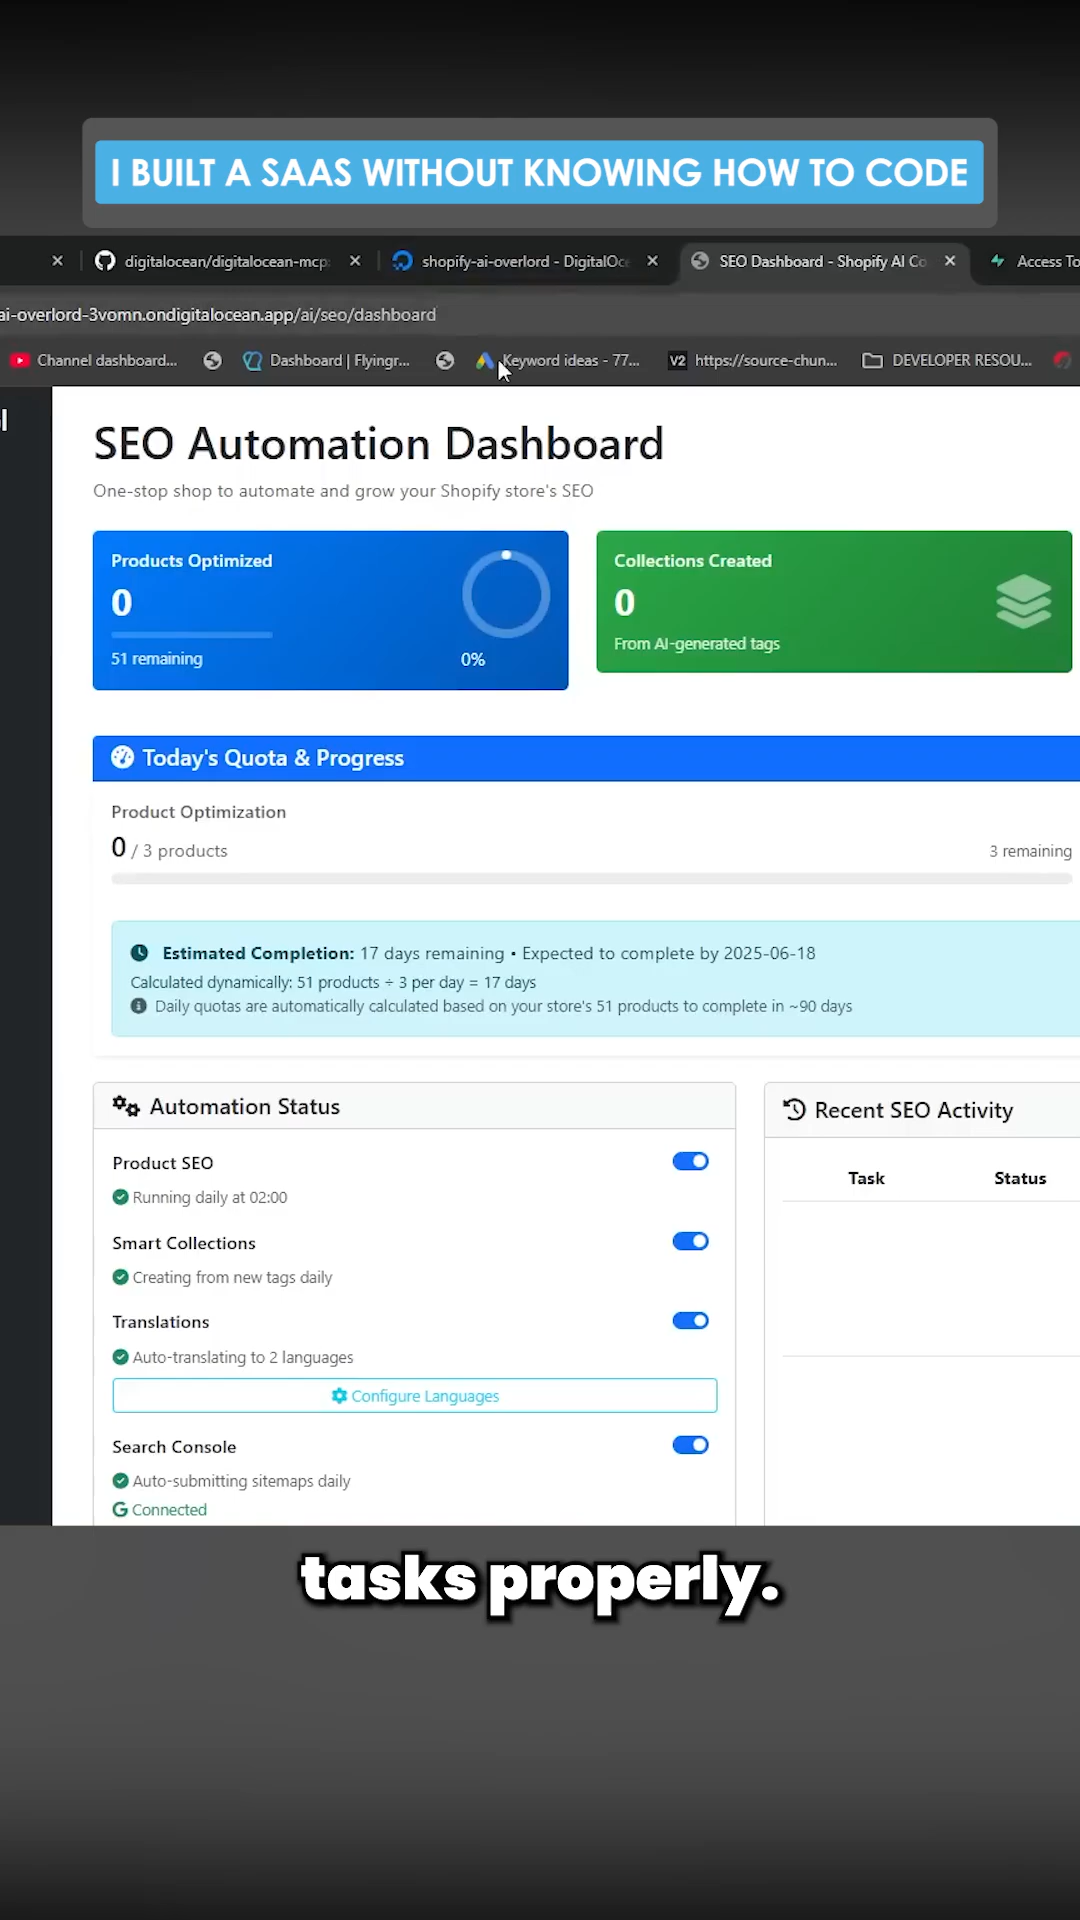 I BUILT A SAAS WITHOUT KNOWING HOW TO CODE
digitalocean/digitalocean-mcp
shopify-ai-overlord - DigitalOc
SEO Dashboard - Shopify AI Co
Access To
ai-overlord-3vomn.ondigitalocean.app/ai/seo/dashboard
Channel dashboard...
Dashboard | Flyingr...
Keyword ideas - 77...
V2 https://source-chun...
DEVELOPER RESOU...
SEO Automation Dashboard
One-stop shop to automate and grow your Shopify store's SEO
Products Optimized
0
51 remaining
0%
Collections Created
0
From AI-generated tags
Today's Quota & Progress
Product Optimization
0 / 3 products
3 remaining
Estimated Completion: 17 days remaining • Expected to complete by 2025-06-18
Calculated dynamically: 51 products ÷ 3 per day = 17 days
Daily quotas are automatically calculated based on your store's 51 products to complete in ~90 days
Automation Status
Product SEO
Running daily at 02:00
Smart Collections
Creating from new tags daily
Translations
Auto-translating to 2 languages
Configure Languages
Search Console
Auto-submitting sitemaps daily
Connected
Recent SEO Activity
Task
Status
tasks properly.